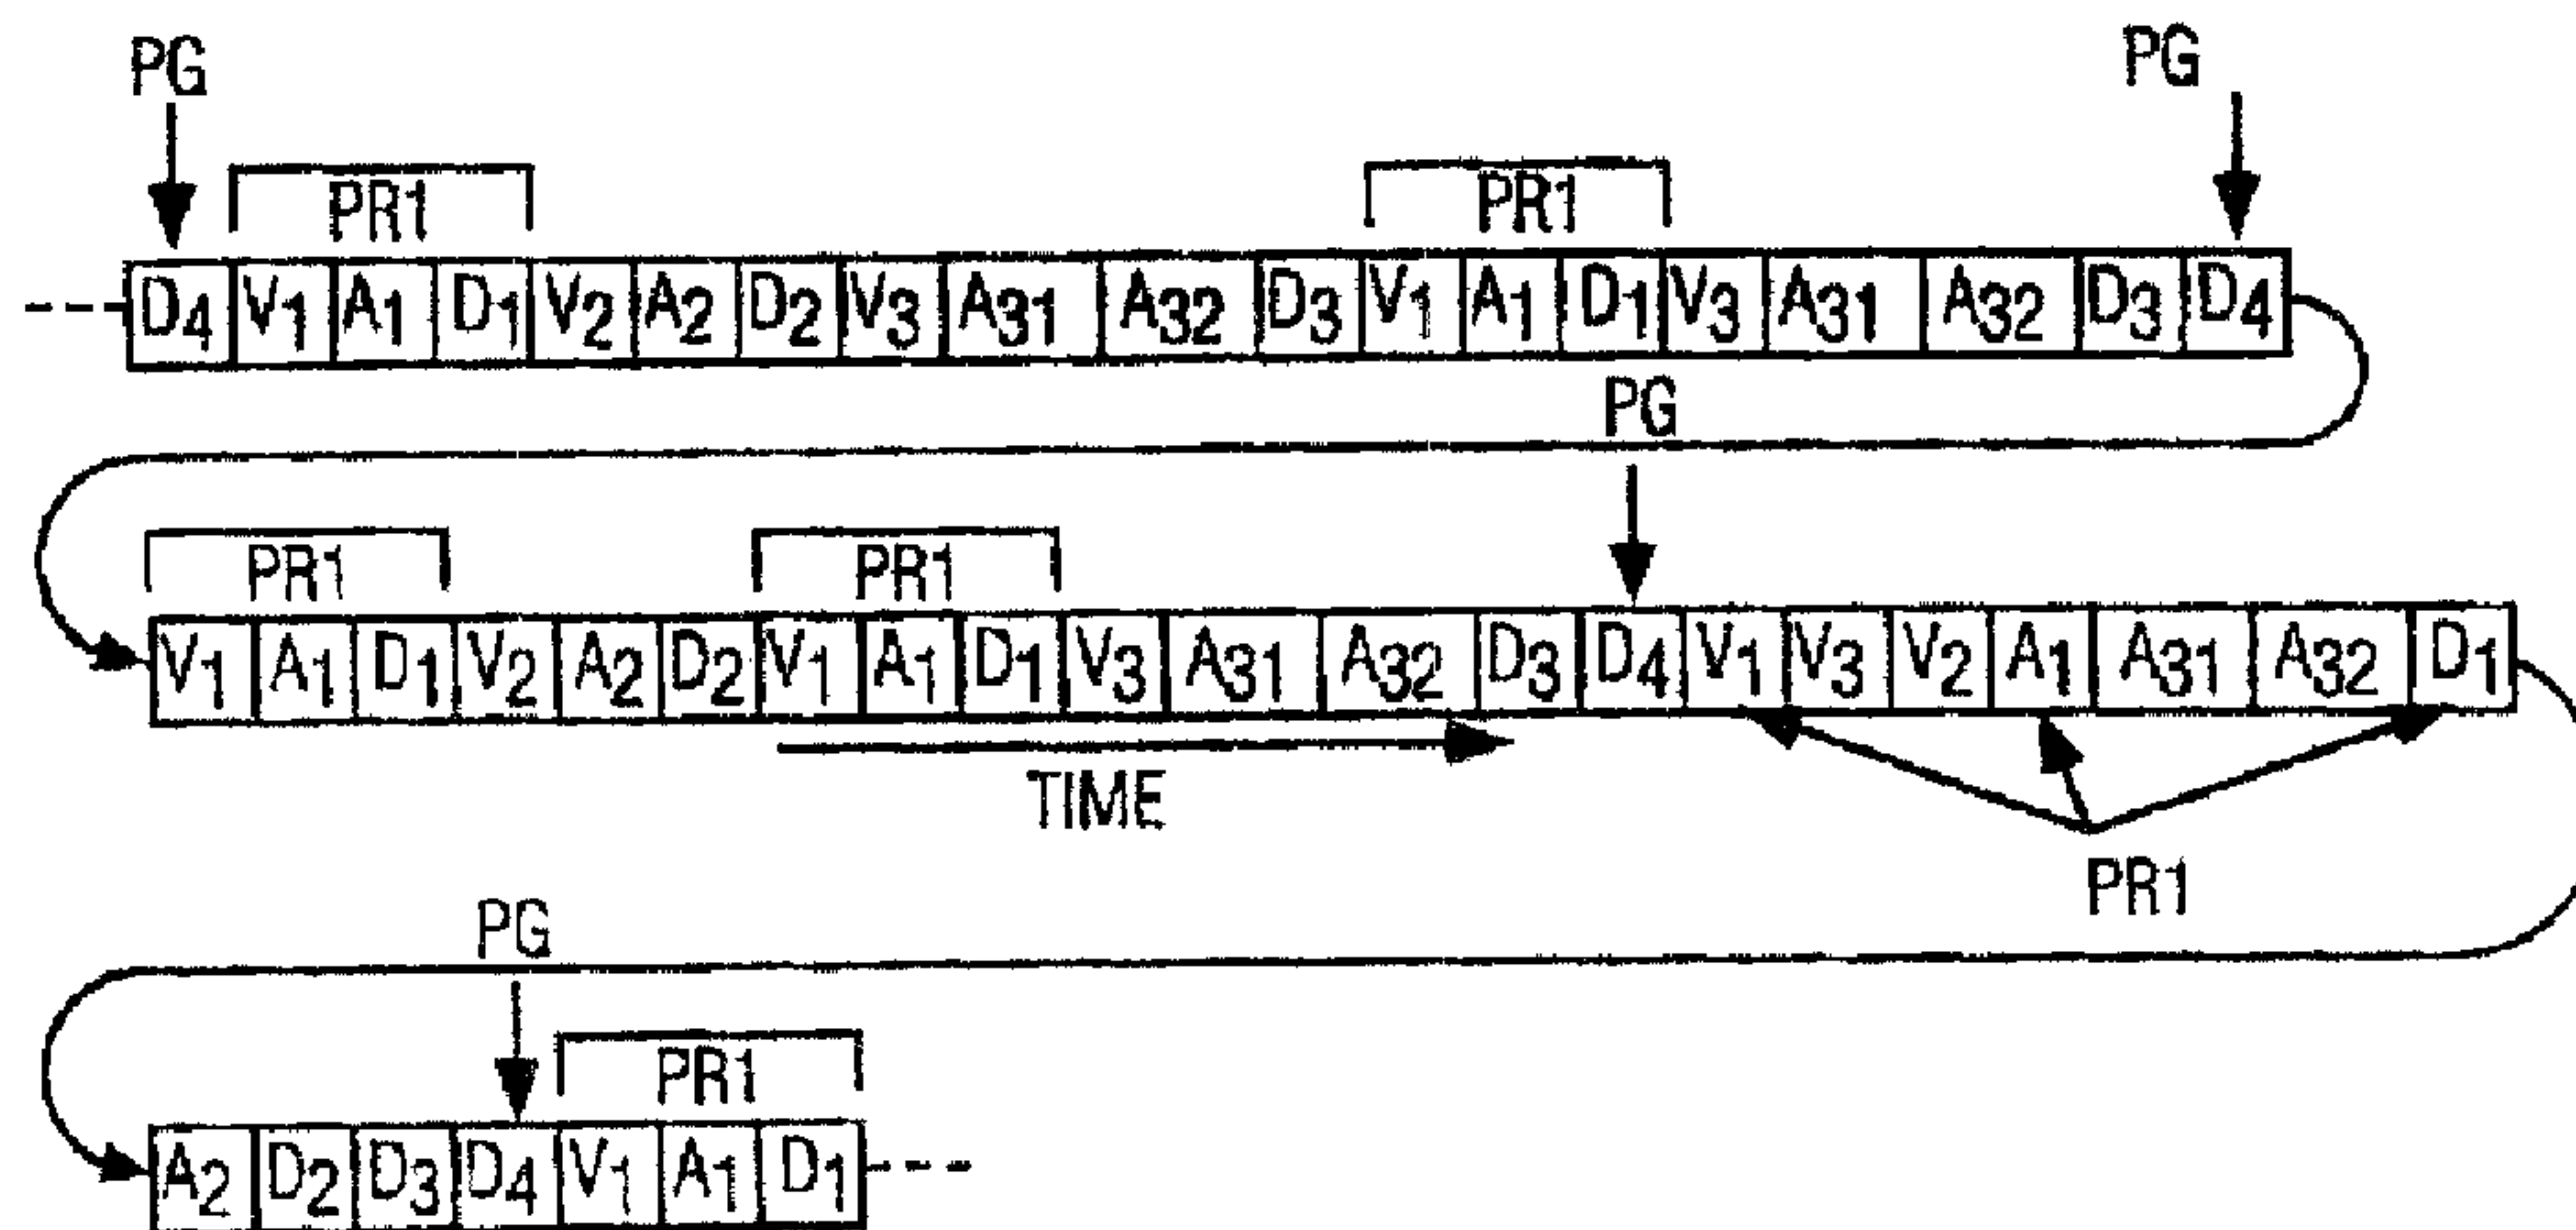 PG PG
PR1 PR1
D4 V1 A1 D1 V2 A2 D2 V3 A31 A32 D3 V1 A1 D1 V3 A31 A32 D3 D4
PG
PR1 PR1
V1 A1 D1 V2 A2 D2 V1 A1 D1 V3 A31 A32 D3 D4 V1 V3 V2 A1 A31 A32 D1
TIME
PR1
PG
PR1
A2 D2 D3 D4 V1 A1 D1